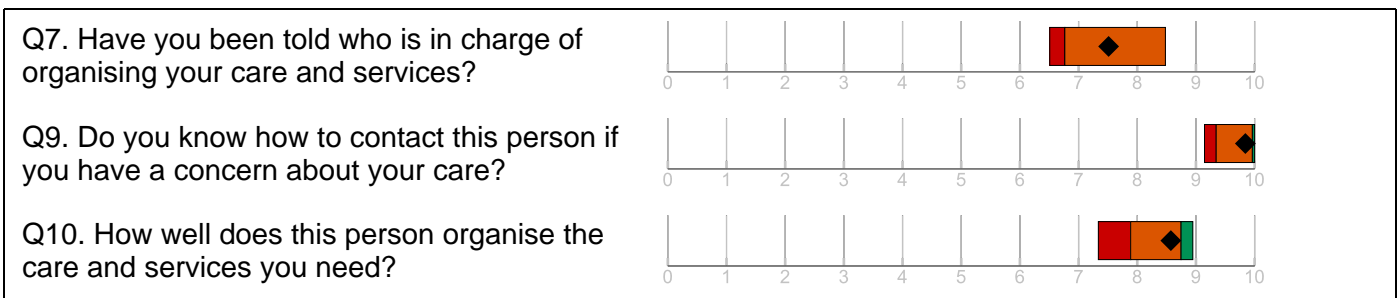 Q7. Have you been told who is in charge of
organising your care and services?
0 1 2 3 4 5 6 7 8 9 10
Q9. Do you know how to contact this person if
you have a concern about your care?
0 1 2 3 4 5 6 7 8 9 10
Q10. How well does this person organise the
care and services you need?
0 1 2 3 4 5 6 7 8 9 10